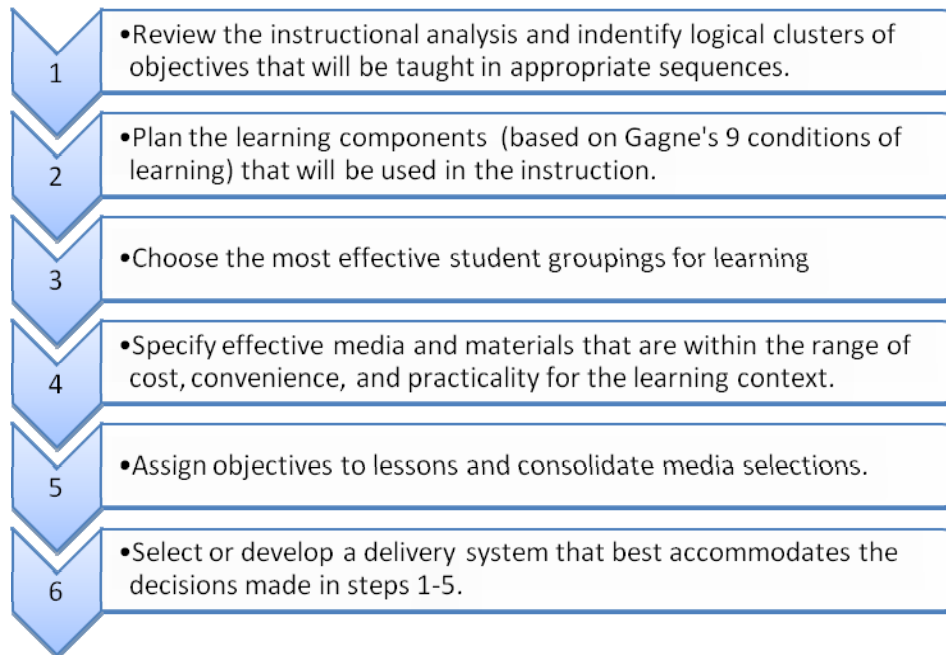 1
•Review the instructional analysis and indentify logical clusters of
objectives that will be taught in appropriate sequences.
2
•Plan the learning components (based on Gagne's 9 conditions of
learning) that will be used in the instruction.
3
•Choose the most effective student groupings for learning
4
•Specify effective media and materials that are within the range of
cost, convenience, and practicality for the learning context.
5
•Assign objectives to lessons and consolidate media selections.
6
•Select or develop a delivery system that best accommodates the
decisions made in steps 1-5.